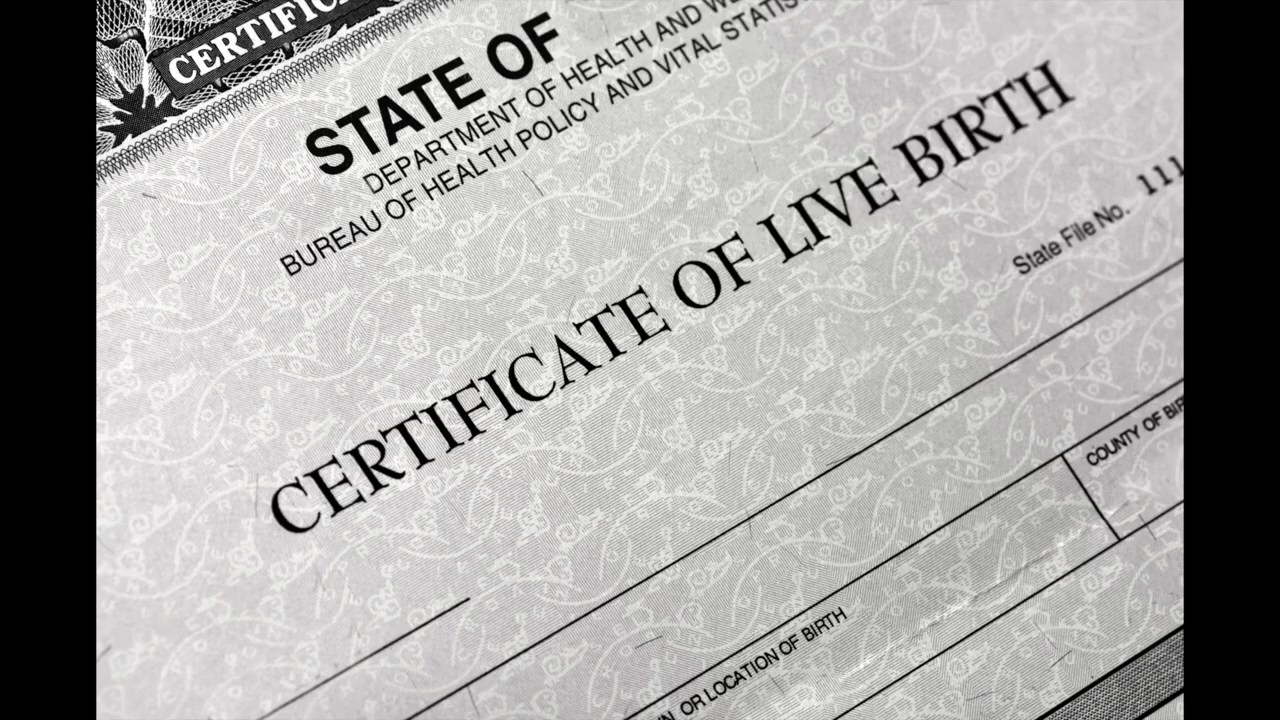 STATE OF
DEPARTMENT OF HEALTH AND
BUREAU OF HEALTH POLICY AND VITAL
CERTIFICATE OF LIVE BIRTH
State File No. 111
COUNTY OF
OR LOCATION OF BIRTH